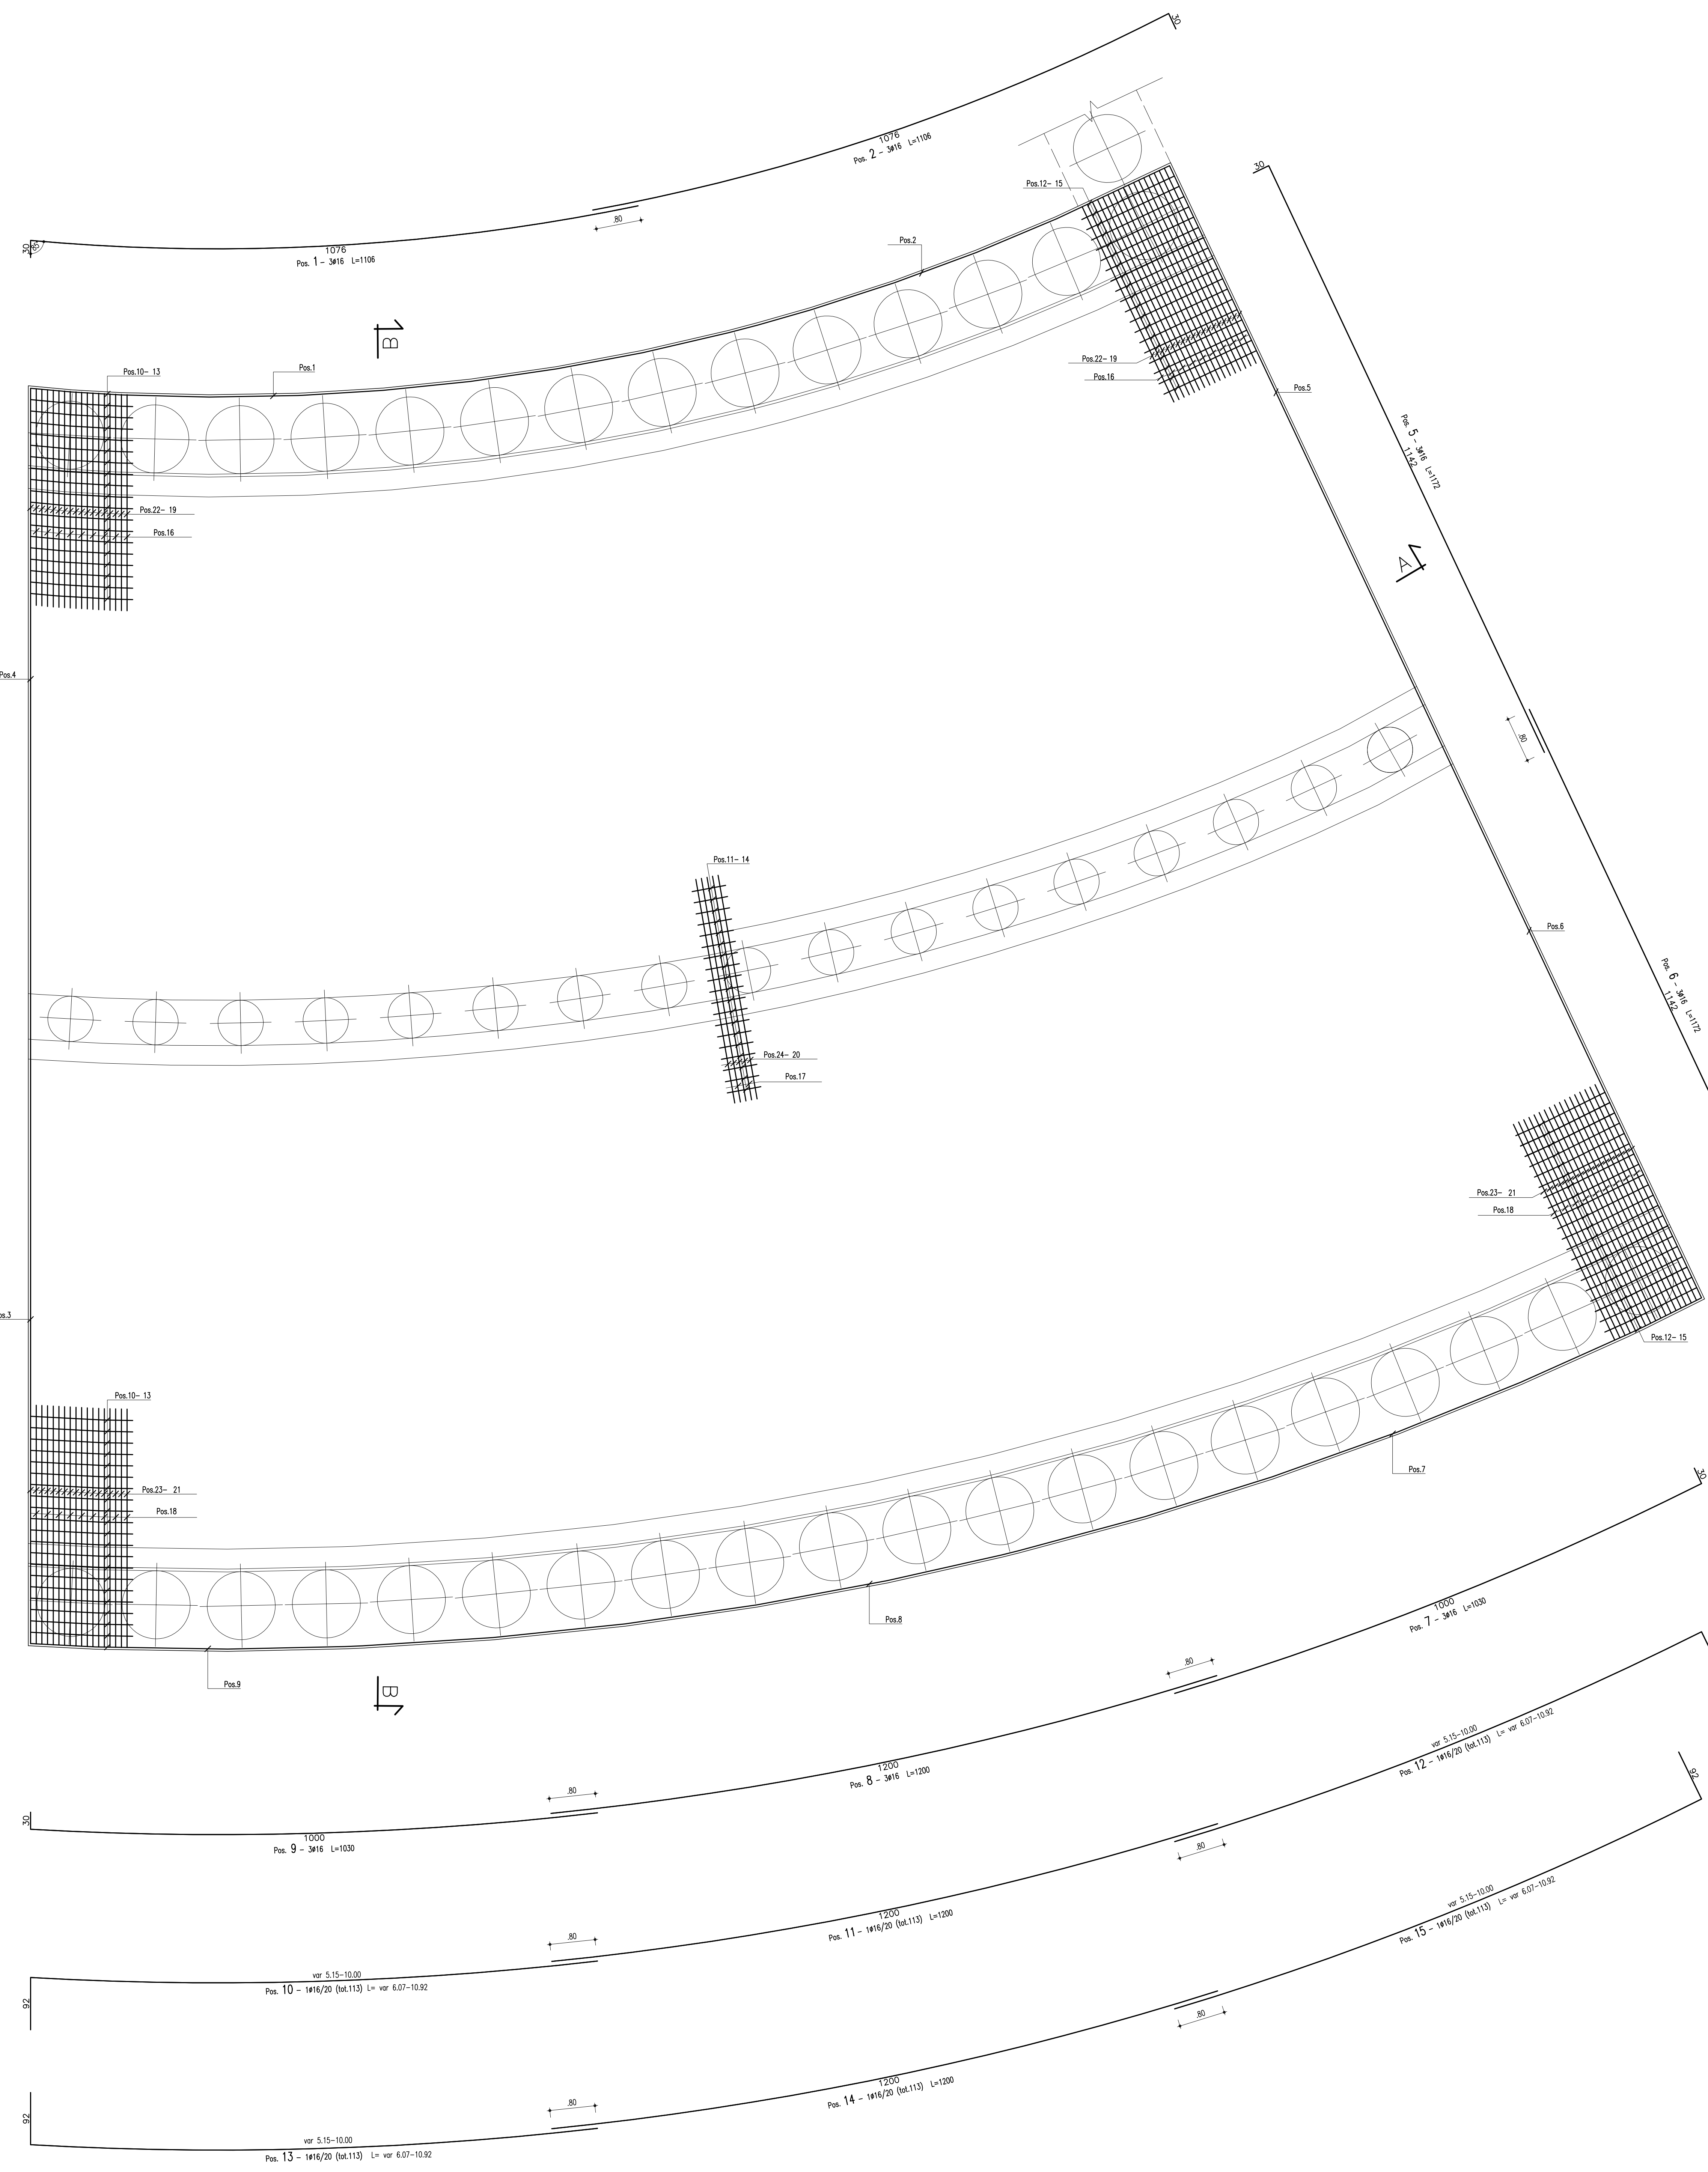 30
1076
Pos. 2 - 3ø16 L=1106
.80
30
1076
Pos. 1 - 3ø16 L=1106
Pos.12- 15
30
Pos.2
B
Pos.1
Pos.10- 13
Pos.22- 19
Pos.16
Pos.5
Pos. 5 - 3ø16 L=1172
1142
Pos.22- 19
Pos.16
A
Pos.4
.80
Pos.11- 14
Pos.6
Pos. 6 - 3ø16 L=1172
1142
Pos.24- 20
Pos.17
Pos.23- 21
Pos.18
os.3
Pos.12- 15
Pos.10- 13
Pos.23- 21
Pos.18
Pos.7
30
Pos.8
1000
Pos. 7 - 3ø16 L=1030
Pos.9
B
.80
var 5.15-10.00
Pos. 12 - 1ø16/20 (tot.113) L= var 6.07-10.92
1200
Pos. 8 - 3ø16 L=1200
92
.80
30
1000
Pos. 9 - 3ø16 L=1030
.80
var 5.15-10.00
Pos. 15 - 1ø16/20 (tot.113) L= var 6.07-10.92
1200
Pos. 11 - 1ø16/20 (tot.113) L=1200
.80
var 5.15-10.00
Pos. 10 - 1ø16/20 (tot.113) L= var 6.07-10.92
92
.80
1200
Pos. 14 - 1ø16/20 (tot.113) L=1200
.80
92
var 5.15-10.00
Pos. 13 - 1ø16/20 (tot.113) L= var 6.07-10.92